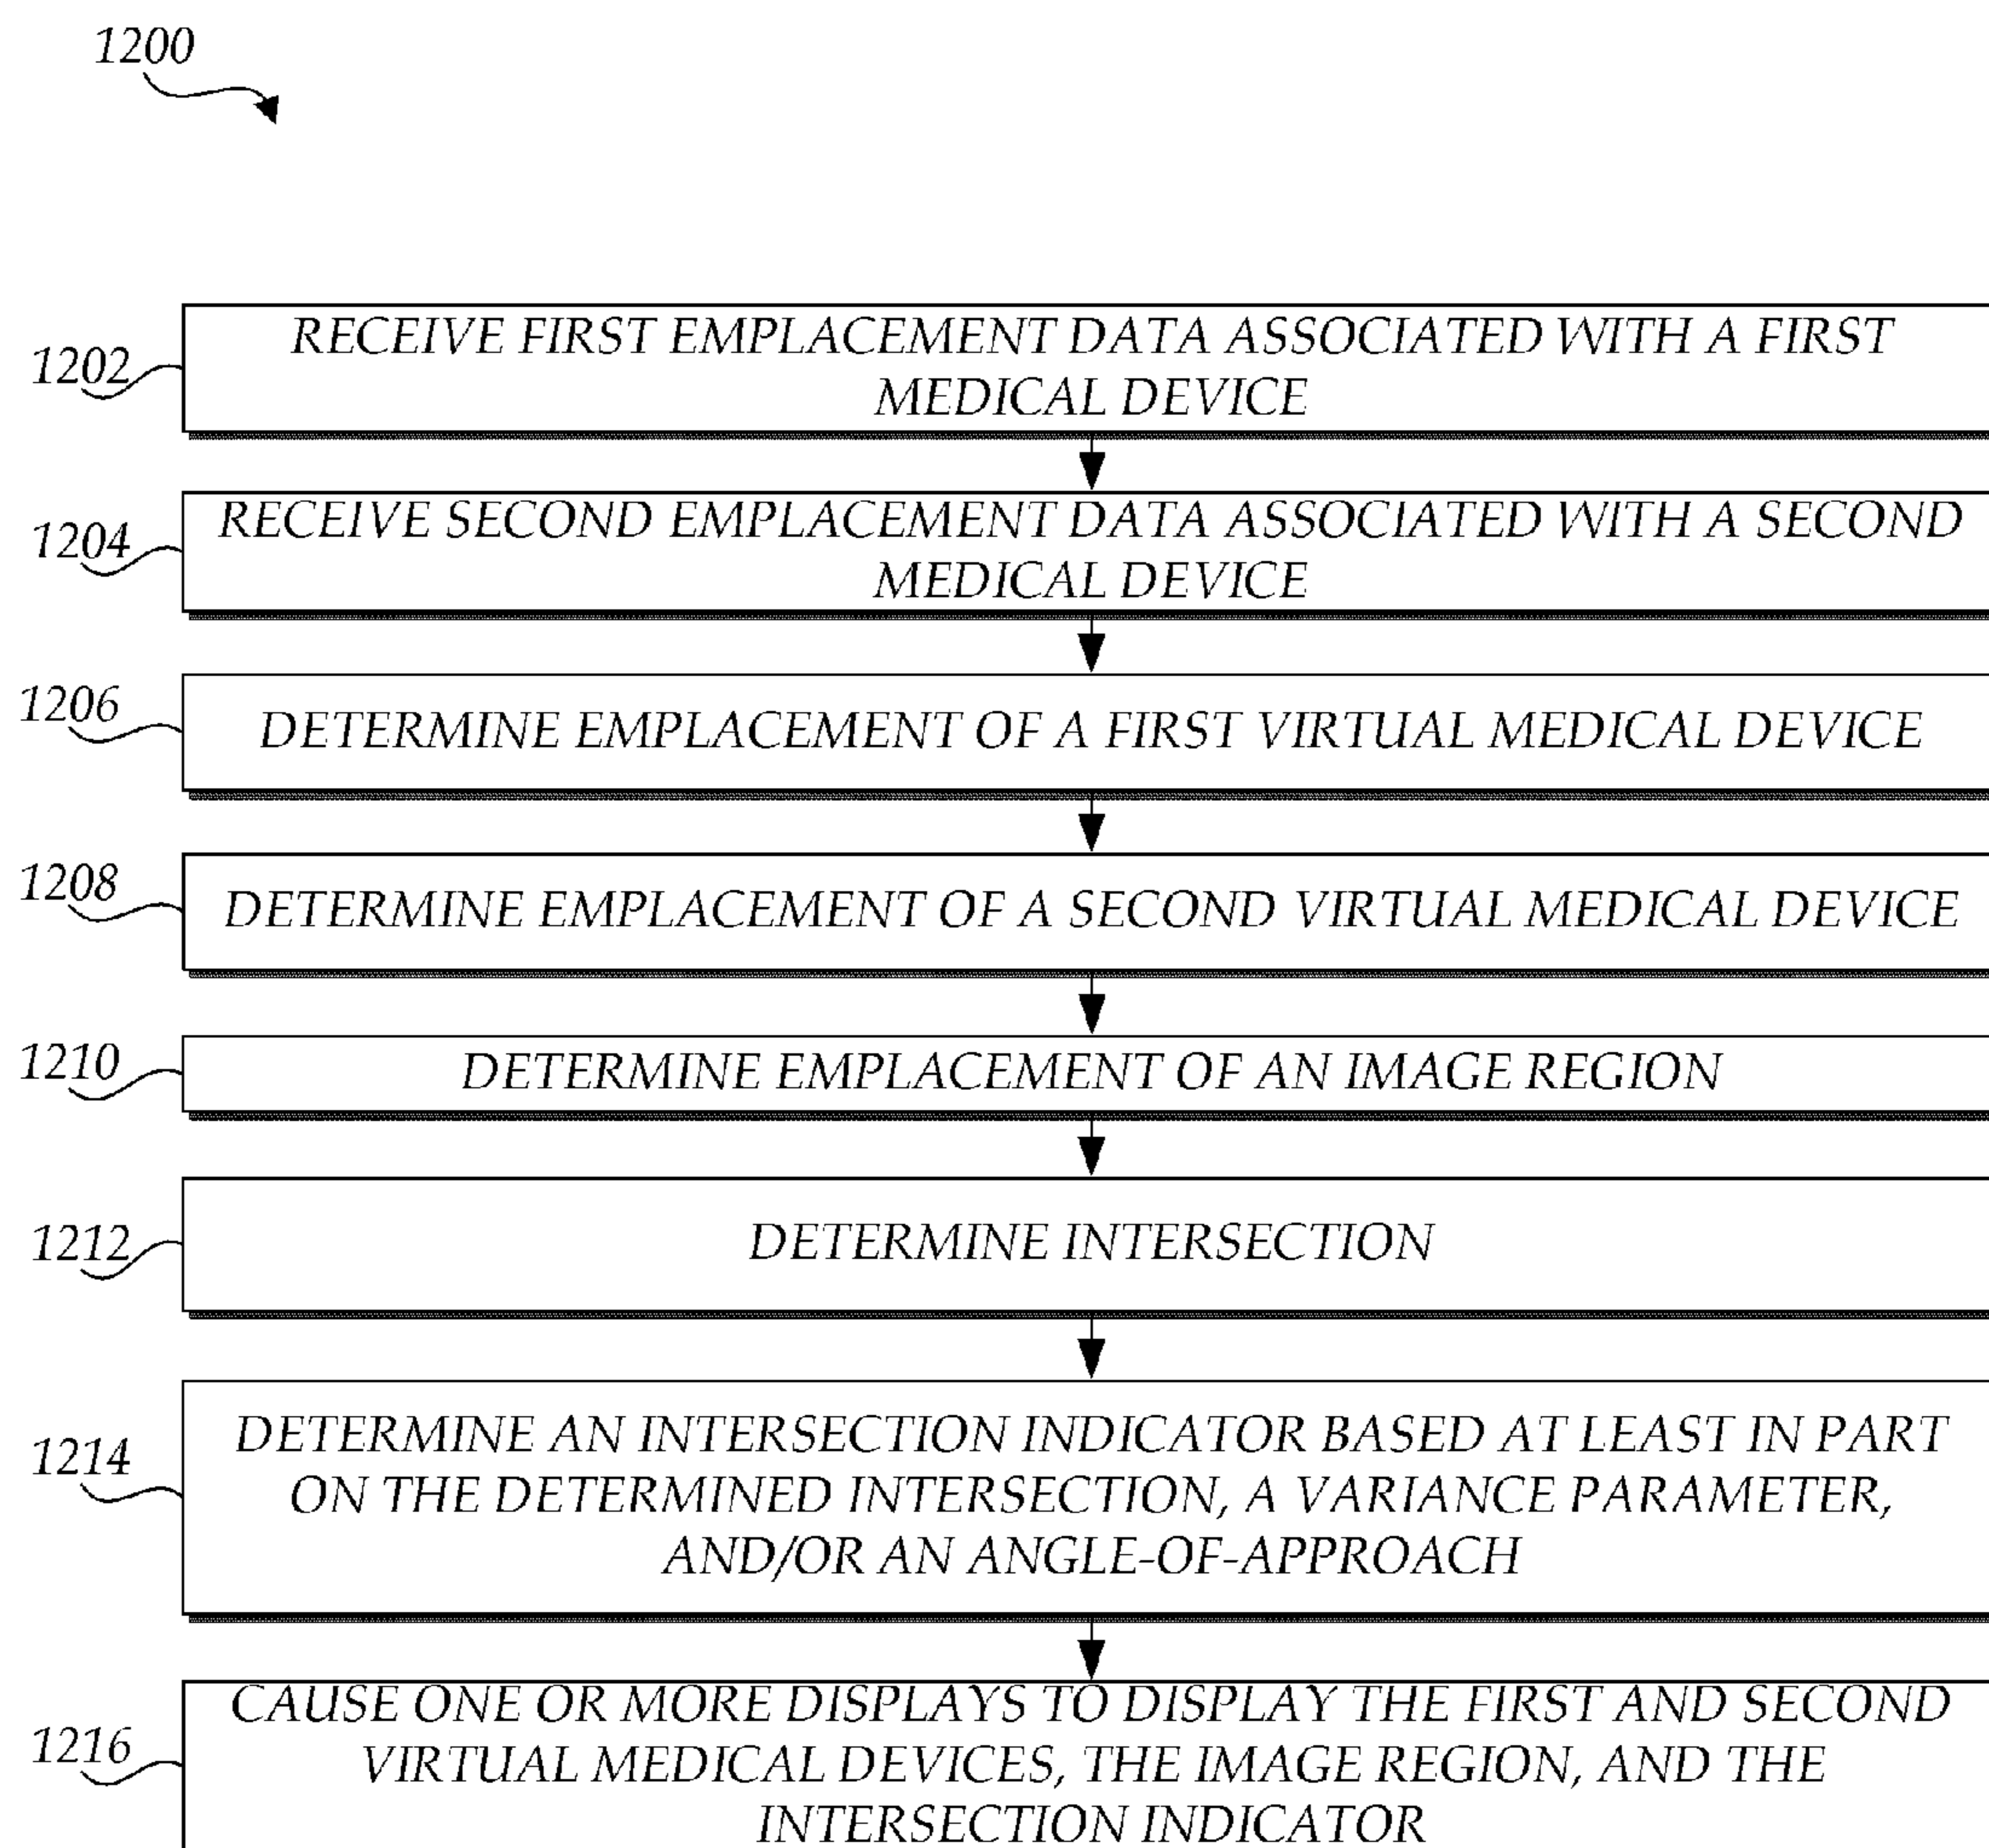 1200
1202
RECEIVE FIRST EMPLACEMENT DATA ASSOCIATED WITH A FIRST
MEDICAL DEVICE
1204
RECEIVE SECOND EMPLACEMENT DATA ASSOCIATED WITH A SECOND
MEDICAL DEVICE
1206
DETERMINE EMPLACEMENT OF A FIRST VIRTUAL MEDICAL DEVICE
1208
DETERMINE EMPLACEMENT OF A SECOND VIRTUAL MEDICAL DEVICE
1210
DETERMINE EMPLACEMENT OF AN IMAGE REGION
1212
DETERMINE INTERSECTION
1214
DETERMINE AN INTERSECTION INDICATOR BASED AT LEAST IN PART
ON THE DETERMINED INTERSECTION, A VARIANCE PARAMETER,
AND/OR AN ANGLE-OF-APPROACH
1216
CAUSE ONE OR MORE DISPLAYS TO DISPLAY THE FIRST AND SECOND
VIRTUAL MEDICAL DEVICES, THE IMAGE REGION, AND THE
INTERSECTION INDICATOR